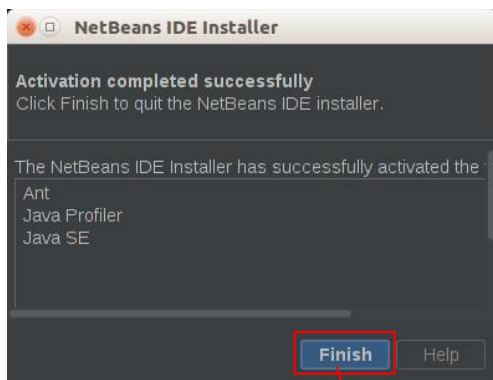 NetBeans IDE Installer
Activation completed successfully
Click Finish to quit the NetBeans IDE installer.
The NetBeans IDE Installer has successfully activated the
Ant
Java Profiler
Java SE
Finish Help